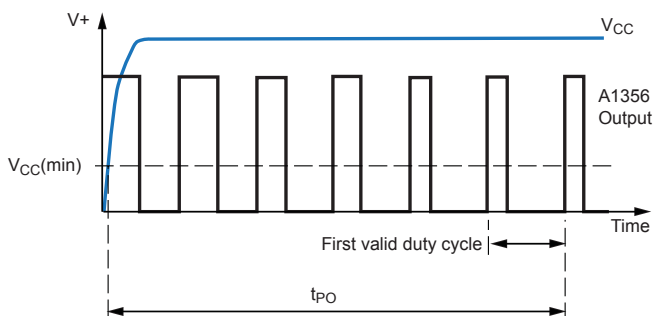 V+
VCC
A1356
Output
VCC(min)
Time
First valid duty cycle
tPO